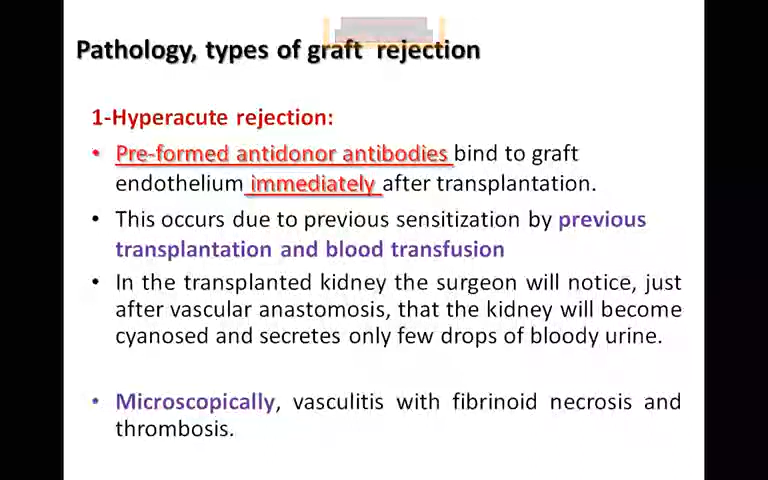 Pathology, types of graft rejection
1-Hyperacute rejection:
• Pre-formed antidonor antibodies bind to graft
endothelium immediately after transplantation.
• This occurs due to previous sensitization by previous
transplantation and blood transfusion
• In the transplanted kidney the surgeon will notice, just
after vascular anastomosis, that the kidney will become
cyanosed and secretes only few drops of bloody urine.
• Microscopically, vasculitis with fibrinoid necrosis and
thrombosis.